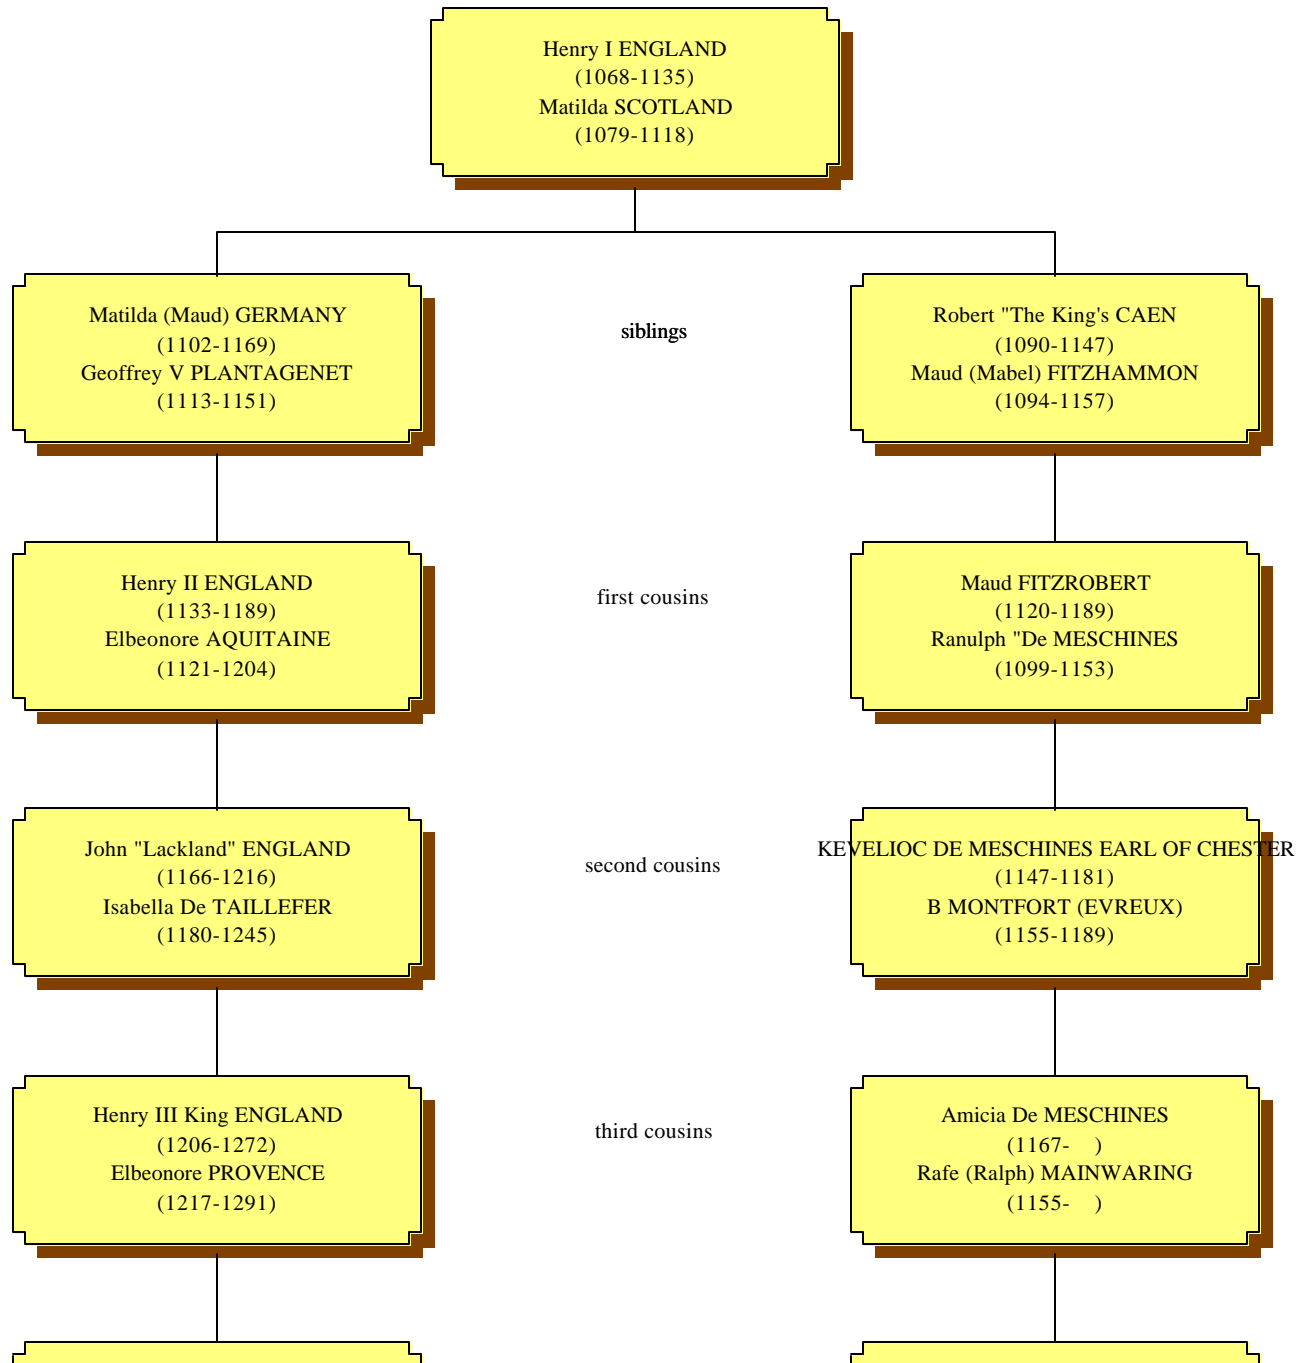 Henry I ENGLAND
(1068-1135)
Matilda SCOTLAND
(1079-1118)
Matilda (Maud) GERMANY
(1102-1169)
Geoffrey V PLANTAGENET
(1113-1151)
siblings
Robert "The King's CAEN
(1090-1147)
Maud (Mabel) FITZHAMMON
(1094-1157)
Henry II ENGLAND
(1133-1189)
Elbeonore AQUITAINE
(1121-1204)
first cousins
Maud FITZROBERT
(1120-1189)
Ranulph "De MESCHINES
(1099-1153)
John "Lackland" ENGLAND
(1166-1216)
Isabella De TAILLEFER
(1180-1245)
second cousins
KEVELIOC DE MESCHINES EARL OF CHESTER
(1147-1181)
B MONTFORT (EVREUX)
(1155-1189)
Henry III King ENGLAND
(1206-1272)
Elbeonore PROVENCE
(1217-1291)
third cousins
Amicia De MESCHINES
(1167-    )
Rafe (Ralph) MAINWARING
(1155-    )